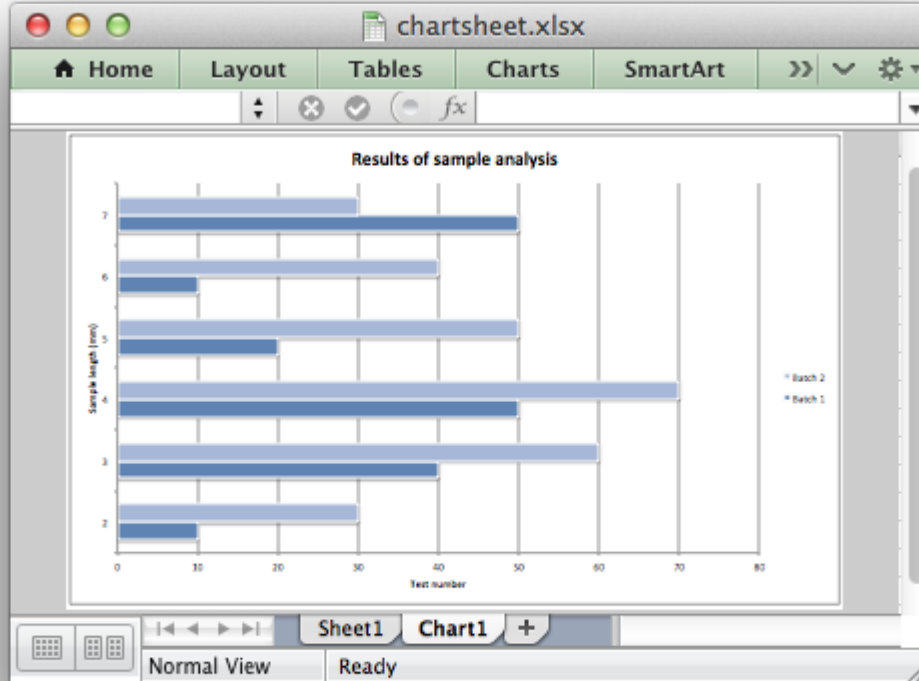 chartsheet.xlsx
Home Layout Tables Charts SmartArt
fx
Results of sample analysis
7
6
5
4
3
2
Sample length (mm)
Batch 2
Batch 1
0 10 20 30 40 50 60 70 80
Test number
Sheet1 Chart1 +
Normal View Ready